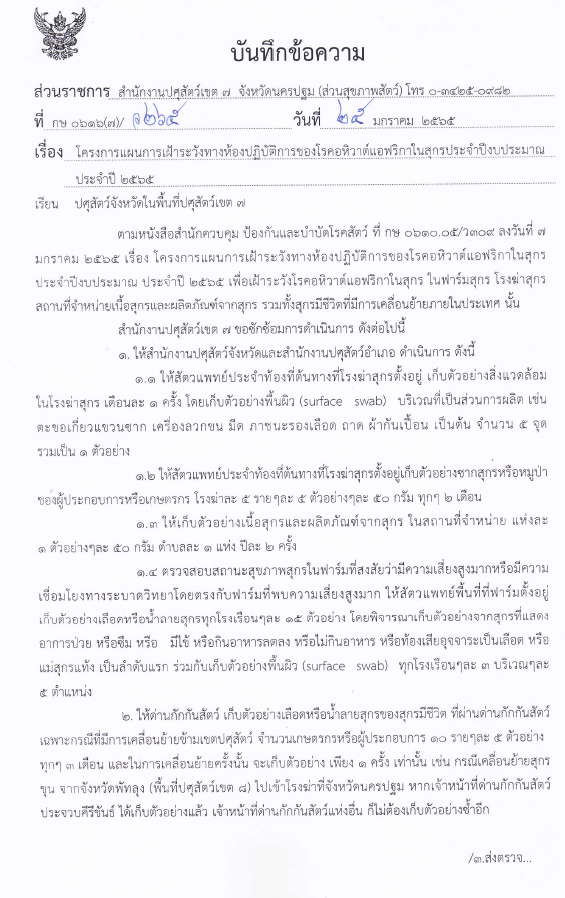 บันทึกข้อความ
ส่วนราชการ สำนักงานปศุสัตว์เขต ๗ จังหวัดนครปฐม (ส่วนสุขภาพสัตว์) โทร ๐-๓๔๒๕-๐๙๘๒
ที่ กษ ๐๖๑๖(๗)/ ว๒๖๕ วันที่ ๒๕ มกราคม ๒๕๖๕
เรื่อง โครงการแผนการเฝ้าระวังทางห้องปฏิบัติการของโรคอหิวาต์แอฟริกาในสุกรประจำปีงบประมาณ
ประจำปี ๒๕๖๕
เรียน ปศุสัตว์จังหวัดในพื้นที่ปศุสัตว์เขต ๗
ตามหนังสือสำนักควบคุม ป้องกันและบำบัดโรคสัตว์ ที่ กษ ๐๖๑๐.๐๕/ว๓๐๙ ลงวันที่ ๗
มกราคม ๒๕๖๕ เรื่อง โครงการแผนการเฝ้าระวังทางห้องปฏิบัติการของโรคอหิวาต์แอฟริกาในสุกร
ประจำปีงบประมาณ ประจำปี ๒๕๖๕ เพื่อเฝ้าระวังโรคอหิวาต์แอฟริกาในสุกร ในฟาร์มสุกร โรงฆ่าสุกร
สถานที่จำหน่ายเนื้อสุกรและผลิตภัณฑ์จากสุกร รวมทั้งสุกรมีชีวิตที่มีการเคลื่อนย้ายภายในประเทศ นั้น
สำนักงานปศุสัตว์เขต ๗ ขอซักซ้อมการดำเนินการ ดังต่อไปนี้
๑. ให้สำนักงานปศุสัตว์จังหวัดและสำนักงานปศุสัตว์อำเภอ ดำเนินการ ดังนี้
๑.๑ ให้สัตวแพทย์ประจำท้องที่ต้นทางที่โรงฆ่าสุกรตั้งอยู่ เก็บตัวอย่างสิ่งแวดล้อม
ในโรงฆ่าสุกร เดือนละ ๑ ครั้ง โดยเก็บตัวอย่างพื้นผิว (surface swab) บริเวณที่เป็นส่วนการผลิต เช่น
ตะขอเกี่ยวแขวนซาก เครื่องลวกขน มีด ภาชนะรองเลือด ถาด ผ้ากันเปื้อน เป็นต้น จำนวน ๕ จุด
รวมเป็น ๑ ตัวอย่าง
๑.๒ ให้สัตวแพทย์ประจำท้องที่ต้นทางที่โรงฆ่าสุกรตั้งอยู่เก็บตัวอย่างซากสุกรหรือหมูป่า
ของผู้ประกอบการหรือเกษตรกร โรงฆ่าละ ๕ รายๆละ ๕ ตัวอย่างๆละ ๕๐ กรัม ทุกๆ ๒ เดือน
๑.๓ ให้เก็บตัวอย่างเนื้อสุกรและผลิตภัณฑ์จากสุกร ในสถานที่จำหน่าย แห่งละ
๑ ตัวอย่างๆละ ๕๐ กรัม ตำบลละ ๑ แห่ง ปีละ ๒ ครั้ง
๑.๔ ตรวจสอบสถานะสุขภาพสุกรในฟาร์มที่สงสัยว่ามีความเสี่ยงสูงมากหรือมีความ
เชื่อมโยงทางระบาดวิทยาโดยตรงกับฟาร์มที่พบความเสี่ยงสูงมาก ให้สัตวแพทย์พื้นที่ที่ฟาร์มตั้งอยู่
เก็บตัวอย่างเลือดหรือน้ำลายสุกรทุกโรงเรือนๆละ ๑๕ ตัวอย่าง โดยพิจารณาเก็บตัวอย่างจากสุกรที่แสดง
อาการป่วย หรือซึม หรือ มีไข้ หรือกินอาหารลดลง หรือไม่กินอาหาร หรือท้องเสียอุจจาระเป็นเลือด หรือ
แม่สุกรแท้ง เป็นลำดับแรก ร่วมกับเก็บตัวอย่างพื้นผิว (surface swab) ทุกโรงเรือนๆละ ๓ บริเวณๆละ
๕ ตำแหน่ง
๒. ให้ด่านกักกันสัตว์ เก็บตัวอย่างเลือดหรือน้ำลายสุกรของสุกรมีชีวิต ที่ผ่านด่านกักกันสัตว์
เฉพาะกรณีที่มีการเคลื่อนย้ายข้ามเขตปศุสัตว์ จำนวนเกษตรกรหรือผู้ประกอบการ ๑๐ รายๆละ ๕ ตัวอย่าง
ทุกๆ ๓ เดือน และในการเคลื่อนย้ายครั้งนั้น จะเก็บตัวอย่าง เพียง ๑ ครั้ง เท่านั้น เช่น กรณีเคลื่อนย้ายสุกร
ขุน จากจังหวัดพัทลุง (พื้นที่ปศุสัตว์เขต ๘) ไปเข้าโรงฆ่าที่จังหวัดนครปฐม หากเจ้าหน้าที่ด่านกักกันสัตว์
ประจวบคีรีขันธ์ ได้เก็บตัวอย่างแล้ว เจ้าหน้าที่ด่านกักกันสัตว์แห่งอื่น ก็ไม่ต้องเก็บตัวอย่างซ้ำอีก
/๓.ส่งตรวจ...